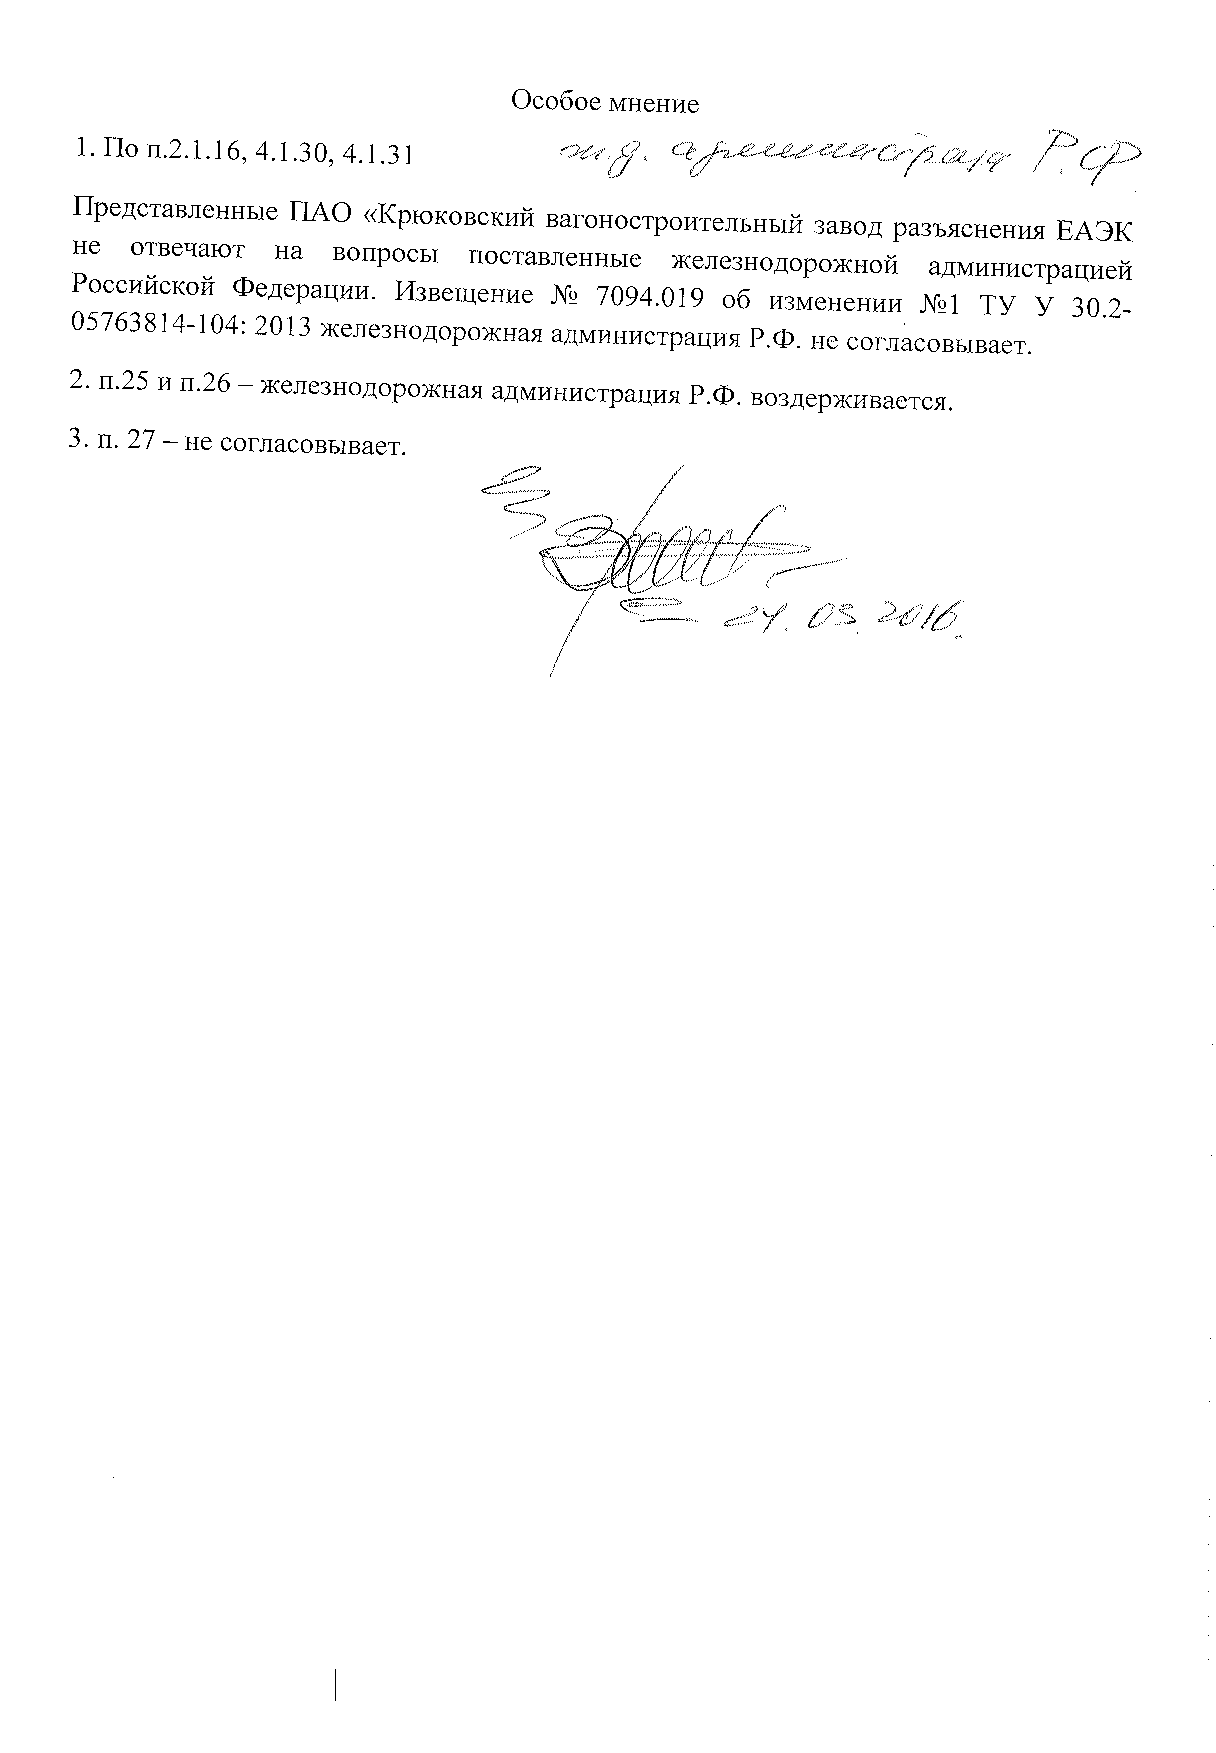 Особое мнение
1. По п.2.1.16, 4.1.30, 4.1.31 ж.д. администрация Р.Ф
Представленные ПАО «Крюковский вагоностроительный завод разъяснения ЕАЭК
не отвечают на вопросы поставленные железнодорожной администрацией
Российской Федерации. Извещение № 7094.019 об изменении №1 ТУ У 30.2-
05763814-104: 2013 железнодорожная администрация Р.Ф. не согласовывает.
2. п.25 и п.26 – железнодорожная администрация Р.Ф. воздерживается.
3. п. 27 – не согласовывает.
24.03.2016.